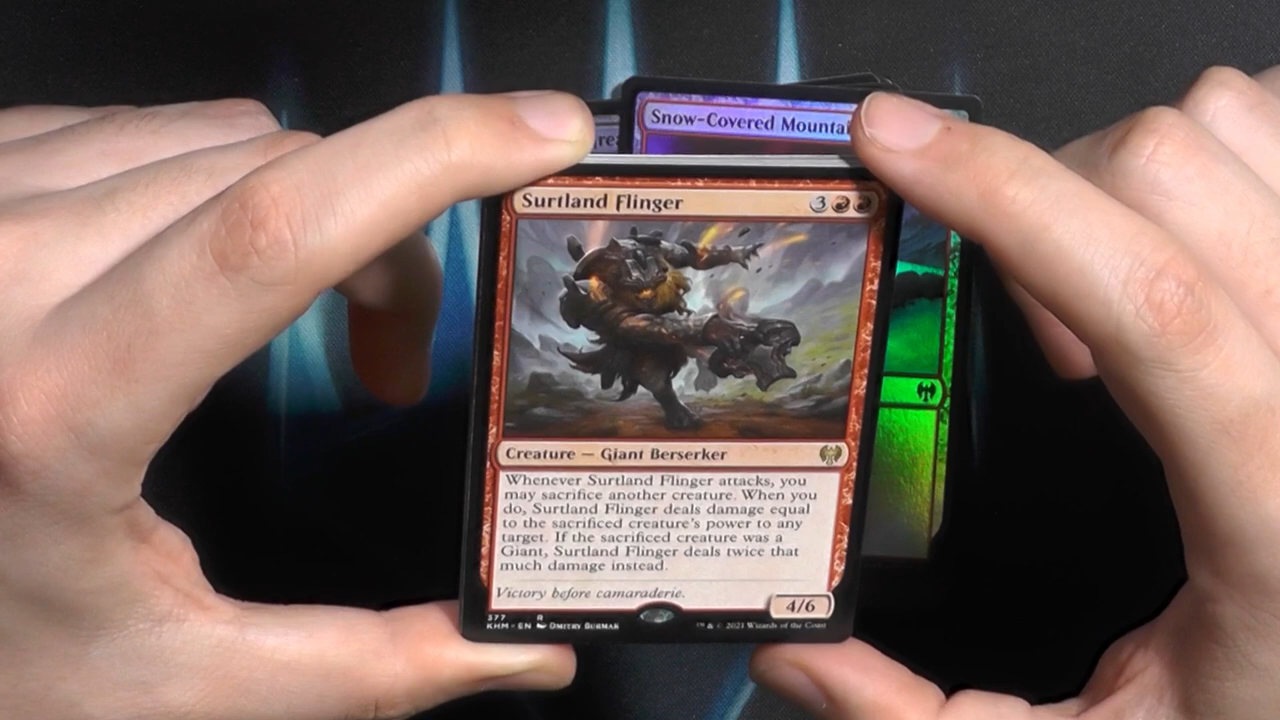 Snow-Covered Mountai
Surtland Flinger 3
Creature — Giant Berserker
Whenever Surtland Flinger attacks, you
may sacrifice another creature. When you
do, Surtland Flinger deals damage equal
to the sacrificed creature's power to any
target. If the sacrificed creature was a
Giant, Surtland Flinger deals twice that
much damage instead.
Victory before camaraderie.
4/6
377 R
KHM • EN Dmitry Burmak
™ & © 2021 Wizards of the Coast